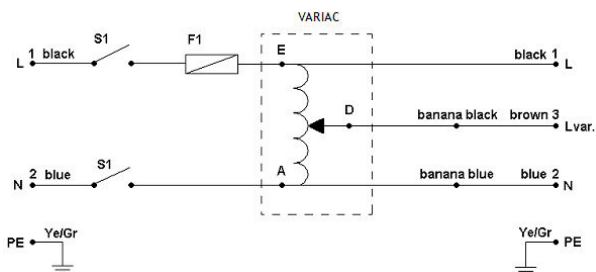 VARIAC
S1
F1
E
1 black
black 1
L
L
D
banana black
brown 3
Lvar.
S1
A
2 blue
banana blue
blue 2
N
N
Ye/Gr
Ye/Gr
PE
PE